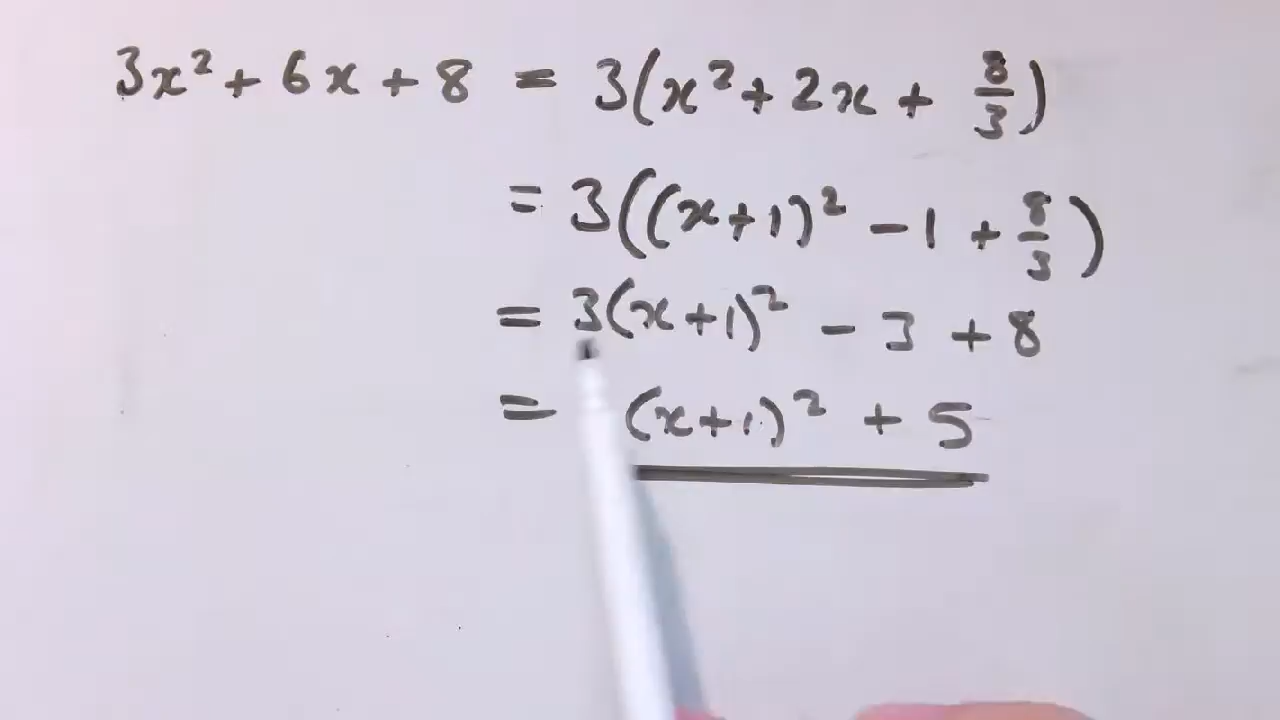 3x² + 6x + 8 = 3(x² + 2x + 8/3)
= 3((x+1)² - 1 + 8/3)
= 3(x+1)² - 3 + 8
= (x+1)² + 5